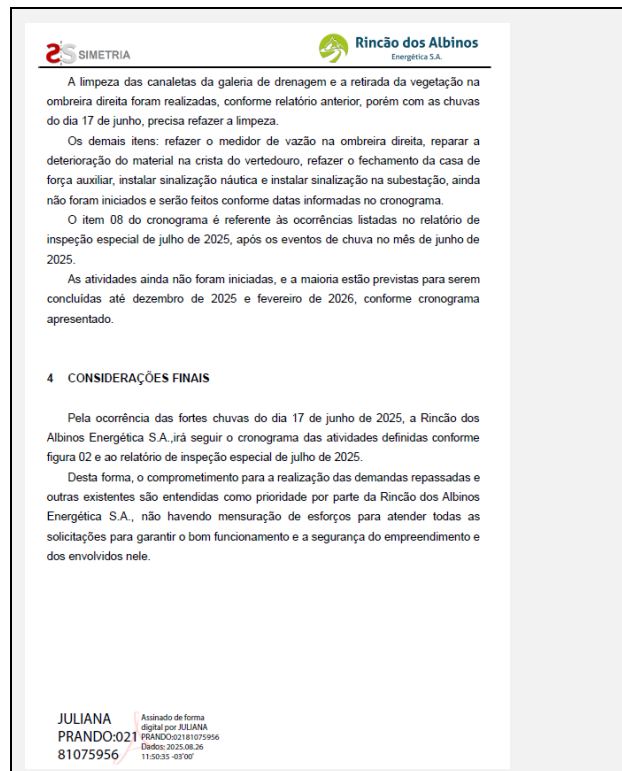 SIMETRIA
Rincão dos Albinos
Energética S.A.
A limpeza das canaletas da galeria de drenagem e a retirada da vegetação na
ombreira direita foram realizadas, conforme relatório anterior, porém com as chuvas
do dia 17 de junho, precisa refazer a limpeza.
Os demais itens: refazer o medidor de vazão na ombreira direita, reparar a
deterioração do material na crista do vertedouro, refazer o fechamento da casa de
força auxiliar, instalar sinalização náutica e instalar sinalização na subestação, ainda
não foram iniciados e serão feitos conforme datas informadas no cronograma.
O item 08 do cronograma é referente às ocorrências listadas no relatório de
inspeção especial de julho de 2025, após os eventos de chuva no mês de junho de
2025.
As atividades ainda não foram iniciadas, e a maioria estão previstas para serem
concluídas até dezembro de 2025 e fevereiro de 2026, conforme cronograma
apresentado.
4 CONSIDERAÇÕES FINAIS
Pela ocorrência das fortes chuvas do dia 17 de junho de 2025, a Rincão dos
Albinos Energética S.A.,irá seguir o cronograma das atividades definidas conforme
figura 02 e ao relatório de inspeção especial de julho de 2025.
Desta forma, o comprometimento para a realização das demandas repassadas e
outras existentes são entendidas como prioridade por parte da Rincão dos Albinos
Energética S.A., não havendo mensuração de esforços para atender todas as
solicitações para garantir o bom funcionamento e a segurança do empreendimento e
dos envolvidos nele.
JULIANA
PRANDO:021
81075956
Assinado de forma
digital por JULIANA
PRANDO:02181075956
Dados: 2025.08.26
11:50:35 -03'00'